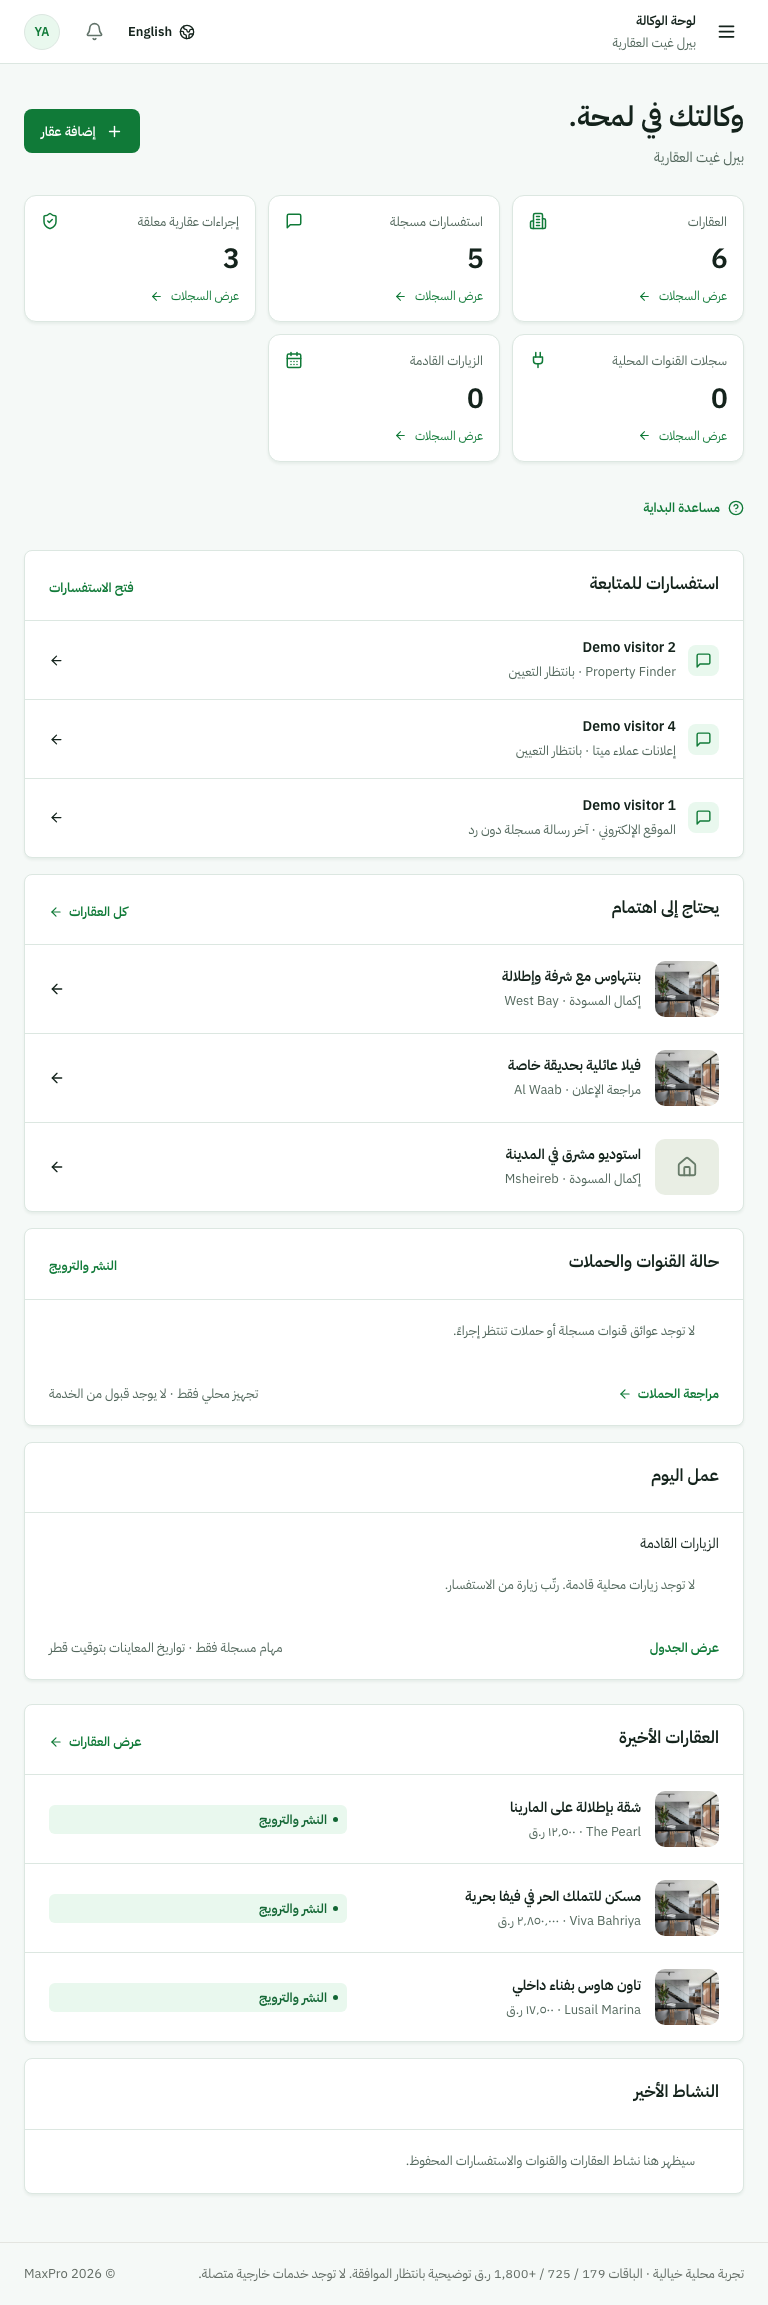 لوحة الوكالة
بيرل غيت العقارية
English
YA
وكالتك في لمحة.
بيرل غيت العقارية
إضافة عقار
العقارات
6
عرض السجلات
استفسارات مسجلة
5
عرض السجلات
إجراءات عقارية معلقة
3
عرض السجلات
سجلات القنوات المحلية
0
عرض السجلات
الزيارات القادمة
0
عرض السجلات
مساعدة البداية
استفسارات للمتابعة
فتح الاستفسارات
Demo visitor 2
Property Finder · بانتظار التعيين
Demo visitor 4
إعلانات عملاء ميتا · بانتظار التعيين
Demo visitor 1
الموقع الإلكتروني · آخر رسالة مسجلة دون رد
يحتاج إلى اهتمام
كل العقارات
بنتهاوس مع شرفة وإطلالة
إكمال المسودة · West Bay
فيلا عائلية بحديقة خاصة
مراجعة الإعلان · Al Waab
استوديو مشرق في المدينة
إكمال المسودة · Msheireb
حالة القنوات والحملات
النشر والترويج
لا توجد عوائق قنوات مسجلة أو حملات تنتظر إجراءً.
مراجعة الحملات
تجهيز محلي فقط · لا يوجد قبول من الخدمة
عمل اليوم
الزيارات القادمة
لا توجد زيارات محلية قادمة. رتّب زيارة من الاستفسار.
عرض الجدول
مهام مسجلة فقط · تواريخ المعاينات بتوقيت قطر
العقارات الأخيرة
عرض العقارات
شقة بإطلالة على المارينا
The Pearl · ١٢٬٥٠٠ ر.ق
النشر والترويج
مسكن للتملك الحر في فيفا بحرية
Viva Bahriya · ٢٬٨٥٠٬٠٠٠ ر.ق
النشر والترويج
تاون هاوس بفناء داخلي
Lusail Marina · ١٧٬٥٠٠ ر.ق
النشر والترويج
النشاط الأخير
سيظهر هنا نشاط العقارات والقنوات والاستفسارات المحفوظ.
تجربة محلية خيالية · الباقات 179 / 725 / +1,800 ر.ق توضيحية بانتظار الموافقة. لا توجد خدمات خارجية متصلة.
© 2026 MaxPro